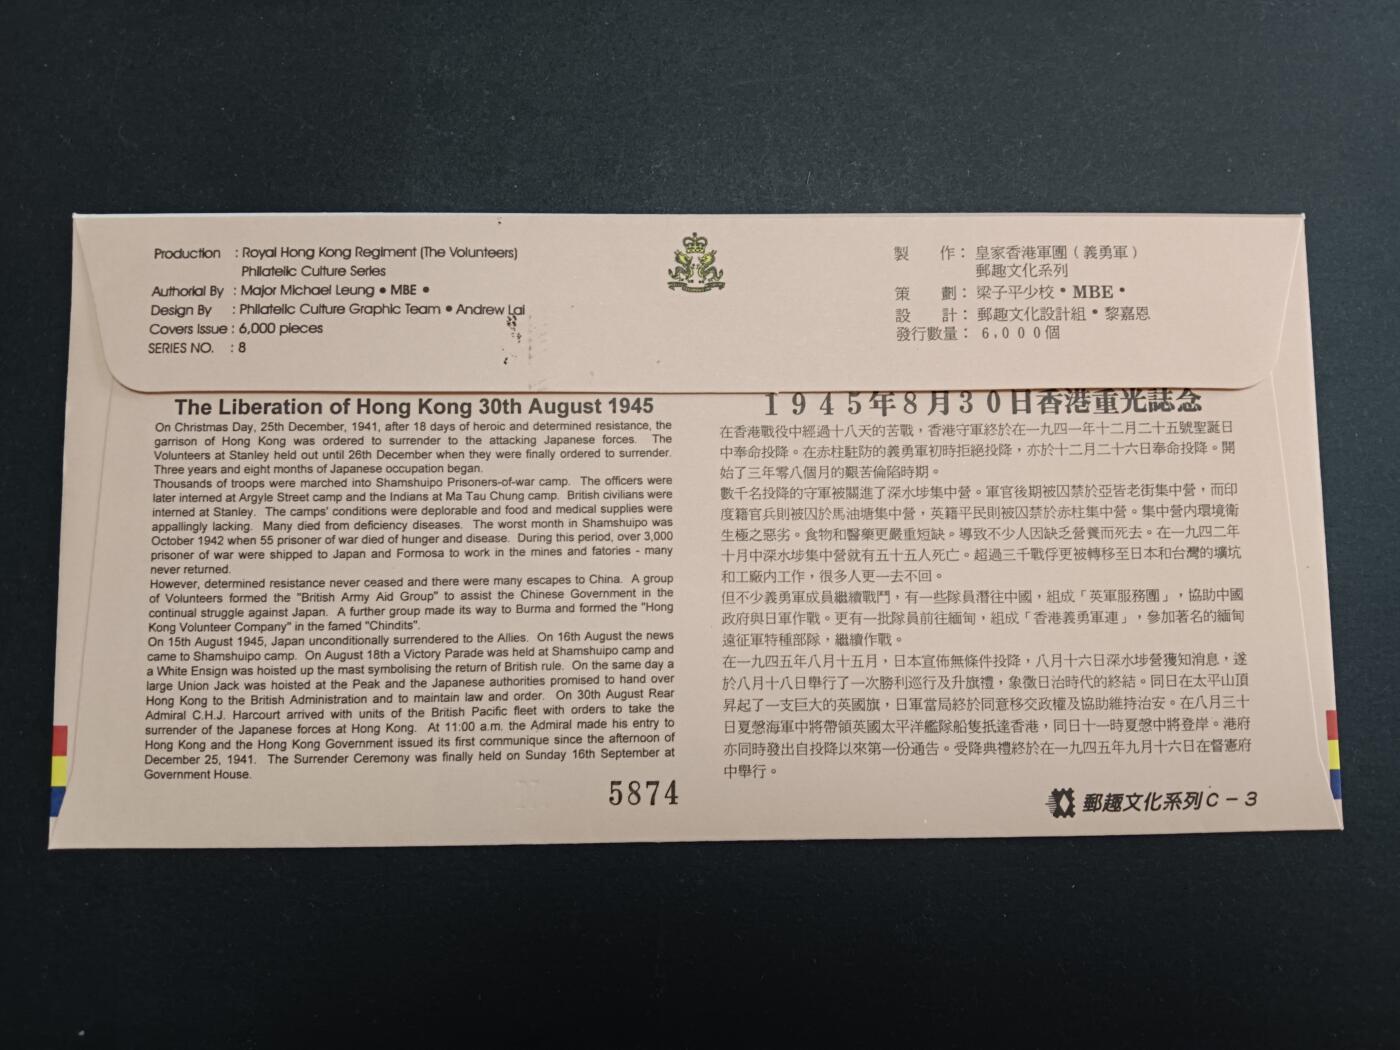 Production : Royal Hong Kong Regiment (The Volunteers)
Philatelic Culture Series
Authorial By : Major Michael Leung • MBE •
Design By : Philatelic Culture Graphic Team • Andrew Lai
Covers Issue : 6,000 pieces
SERIES NO. : 8
製 作：皇家香港軍團（義勇軍）
郵趣文化系列
策 劃：梁子平少校•MBE•
設 計：郵趣文化設計組•黎嘉恩
發行數量：6,000個
The Liberation of Hong Kong 30th August 1945
On Christmas Day, 25th December, 1941, after 18 days of heroic and determined resistance, the
garrison of Hong Kong was ordered to surrender to the attacking Japanese forces. The
Volunteers at Stanley held out until 26th December when they were finally ordered to surrender.
Three years and eight months of Japanese occupation began.
Thousands of troops were marched into Shamshuipo Prisoners-of-war camp. The officers were
later interned at Argyle Street camp and the Indians at Ma Tau Chung camp. British civilians were
interned at Stanley. The camps' conditions were deplorable and food and medical supplies were
appallingly lacking. Many died from deficiency diseases. The worst month in Shamshuipo was
October 1942 when 55 prisoner of war died of hunger and disease. During this period, over 3,000
prisoner of war were shipped to Japan and Formosa to work in the mines and fatories - many
never returned.
However, determined resistance never ceased and there were many escapes to China. A group
of Volunteers formed the "British Army Aid Group" to assist the Chinese Government in the
continual struggle against Japan. A further group made its way to Burma and formed the "Hong
Kong Volunteer Company" in the famed "Chindits".
On 15th August 1945, Japan unconditionally surrendered to the Allies. On 16th August the news
came to Shamshuipo camp. On August 18th a Victory Parade was held at Shamshuipo camp and
a White Ensign was hoisted up the mast symbolising the return of British rule. On the same day a
large Union Jack was hoisted at the Peak and the Japanese authorities promised to hand over
Hong Kong to the British Administration and to maintain law and order. On 30th August Rear
Admiral C.H.J. Harcourt arrived with units of the British Pacific fleet with orders to take the
surrender of the Japanese forces at Hong Kong. At 11:00 a.m. the Admiral made his entry to
Hong Kong and the Hong Kong Government issued its first communique since the afternoon of
December 25, 1941. The Surrender Ceremony was finally held on Sunday 16th September at
Government House.
5874
1945年8月30日香港重光誌念
在香港戰役中經過十八天的苦戰，香港守軍終於在一九四一年十二月二十五號聖誕日
中奉命投降。在赤柱駐防的義勇軍初時拒絕投降，亦於十二月二十六日奉命投降。開
始了三年零八個月的艱苦倫陷時期。
數千名投降的守軍被關進了深水埗集中營。軍官後期被囚禁於亞皆老街集中營，而印
度籍官兵則被囚於馬油塘集中營，英籍平民則被囚禁於赤柱集中營。集中營內環境衛
生極之惡劣。食物和醫藥更嚴重短缺。導致不少人因缺乏營養而死去。在一九四二年
十月中深水埗集中營就有五十五人死亡。超過三千戰俘更被轉移至日本和台灣的壙坑
和工廠內工作，很多人更一去不回。
但不少義勇軍成員繼續戰鬥，有一些隊員潛往中國，組成「英軍服務團」，協助中國
政府與日軍作戰。更有一批隊員前往緬甸，組成「香港義勇軍連」，參加著名的緬甸
遠征軍特種部隊，繼續作戰。
在一九四五年八月十五月，日本宣佈無條件投降，八月十六日深水埗營獲知消息，遂
於八月十八日舉行了一次勝利巡行及升旗禮，象徵日治時代的終結。同日在太平山頂
昇起了一支巨大的英國旗，日軍當局終於同意移交政權及協助維持治安。在八月三十
日夏愨海軍中將帶領英國太平洋艦隊船隻抵達香港，同日十一時夏愨中將登岸。港府
亦同時發出自投降以來第一份通告。受降典禮終於在一九四五年九月十六日在督憲府
中舉行。
郵趣文化系列C－3